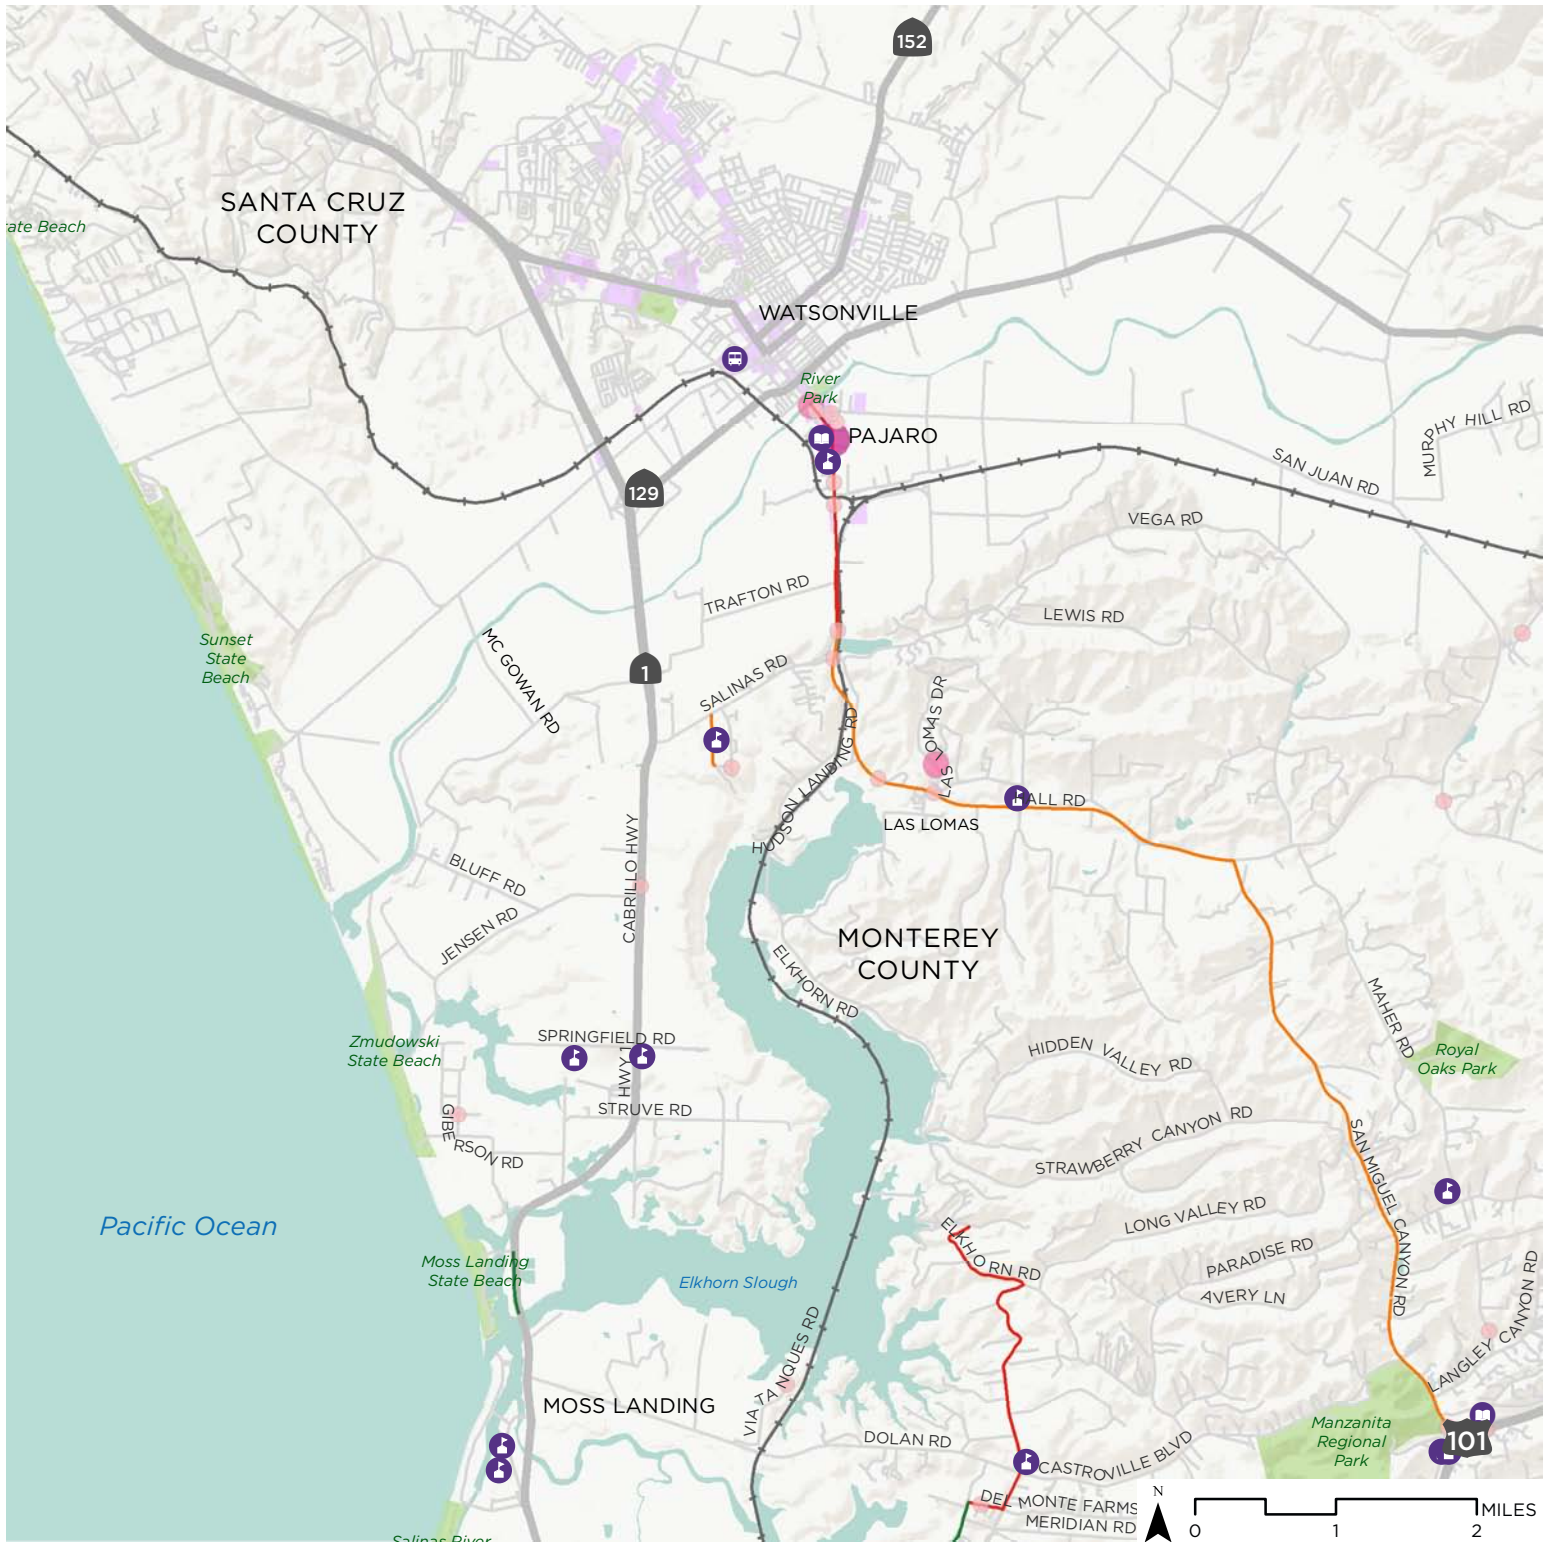 152
SANTA CRUZ
COUNTY
ate Beach
WATSONVILLE
River
Park
PAJARO
MURPHY HILL RD
SAN JUAN RD
129
VEGA RD
TRAFTON RD
LEWIS RD
Sunset
State
Beach
MC GOWAN RD
1
SALINAS RD
LAS LOMAS DR
HUDSON LANDING RD
ALL RD
LAS LOMAS
CABRILLO HWY
BLUFF RD
JENSEN RD
MONTEREY
COUNTY
ELKHORN RD
MAHER RD
SPRINGFIELD RD
HWY 1
Zmudowski
State Beach
HIDDEN VALLEY RD
Royal
Oaks Park
STRUVE RD
GIBERSON RD
STRAWBERRY CANYON RD
SAN MIGUEL CANYON RD
Pacific Ocean
LONG VALLEY RD
ELKHORN RD
PARADISE RD
Moss Landing
State Beach
Elkhorn Slough
AVERY LN
LANGLEY CANYON RD
VIA TANQUES RD
MOSS LANDING
DOLAN RD
CASTROVILLE BLVD
Manzanita
Regional
Park
101
DEL MONTE FARMS
MERIDIAN RD
N
MILES
0 1 2
Salinas River